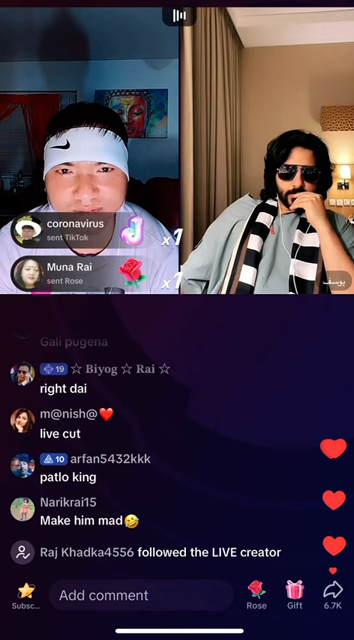 coronavirus
sent TikTok
x1
Muna Rai
sent Rose
x1
يوسف
Gali pugena
19 ☆ Biyog ☆ Rai ☆
right dai
m@nish@❤️
live cut
10 arfan5432kkk
patlo king
Narikrai15
Make him mad🤣
Raj Khadka4556 followed the LIVE creator
Subsc...
Add comment
Rose
Gift
6.7K